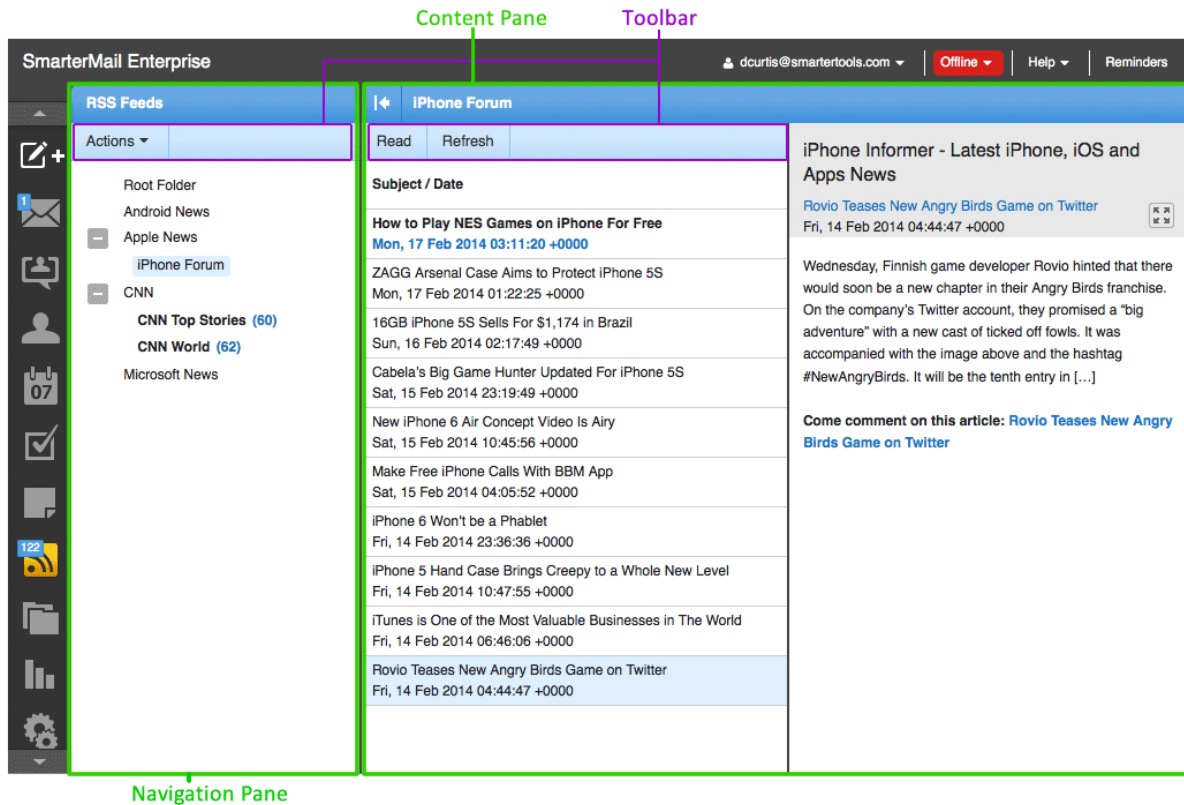 Content Pane
Toolbar
SmarterMail Enterprise
dcurtis@smartertools.com
Offline
Help
Reminders
RSS Feeds
Actions
Root Folder
Android News
Apple News
iPhone Forum
CNN
CNN Top Stories (60)
CNN World (62)
Microsoft News
1
07
122
iPhone Forum
Read
Refresh
Subject / Date
How to Play NES Games on iPhone For Free
Mon, 17 Feb 2014 03:11:20 +0000
ZAGG Arsenal Case Aims to Protect iPhone 5S
Mon, 17 Feb 2014 01:22:25 +0000
16GB iPhone 5S Sells For $1,174 in Brazil
Sun, 16 Feb 2014 02:17:49 +0000
Cabela's Big Game Hunter Updated For iPhone 5S
Sat, 15 Feb 2014 23:19:49 +0000
New iPhone 6 Air Concept Video Is Airy
Sat, 15 Feb 2014 10:45:56 +0000
Make Free iPhone Calls With BBM App
Sat, 15 Feb 2014 04:05:52 +0000
iPhone 6 Won't be a Phablet
Fri, 14 Feb 2014 23:36:36 +0000
iPhone 5 Hand Case Brings Creepy to a Whole New Level
Fri, 14 Feb 2014 10:47:55 +0000
iTunes is One of the Most Valuable Businesses in The World
Fri, 14 Feb 2014 06:46:06 +0000
Rovio Teases New Angry Birds Game on Twitter
Fri, 14 Feb 2014 04:44:47 +0000
iPhone Informer - Latest iPhone, iOS and
Apps News
Rovio Teases New Angry Birds Game on Twitter
Fri, 14 Feb 2014 04:44:47 +0000
Wednesday, Finnish game developer Rovio hinted that there
would soon be a new chapter in their Angry Birds franchise.
On the company's Twitter account, they promised a “big
adventure” with a new cast of ticked off fowls. It was
accompanied with the image above and the hashtag
#NewAngryBirds. It will be the tenth entry in […]
Come comment on this article: Rovio Teases New Angry
Birds Game on Twitter
Navigation Pane